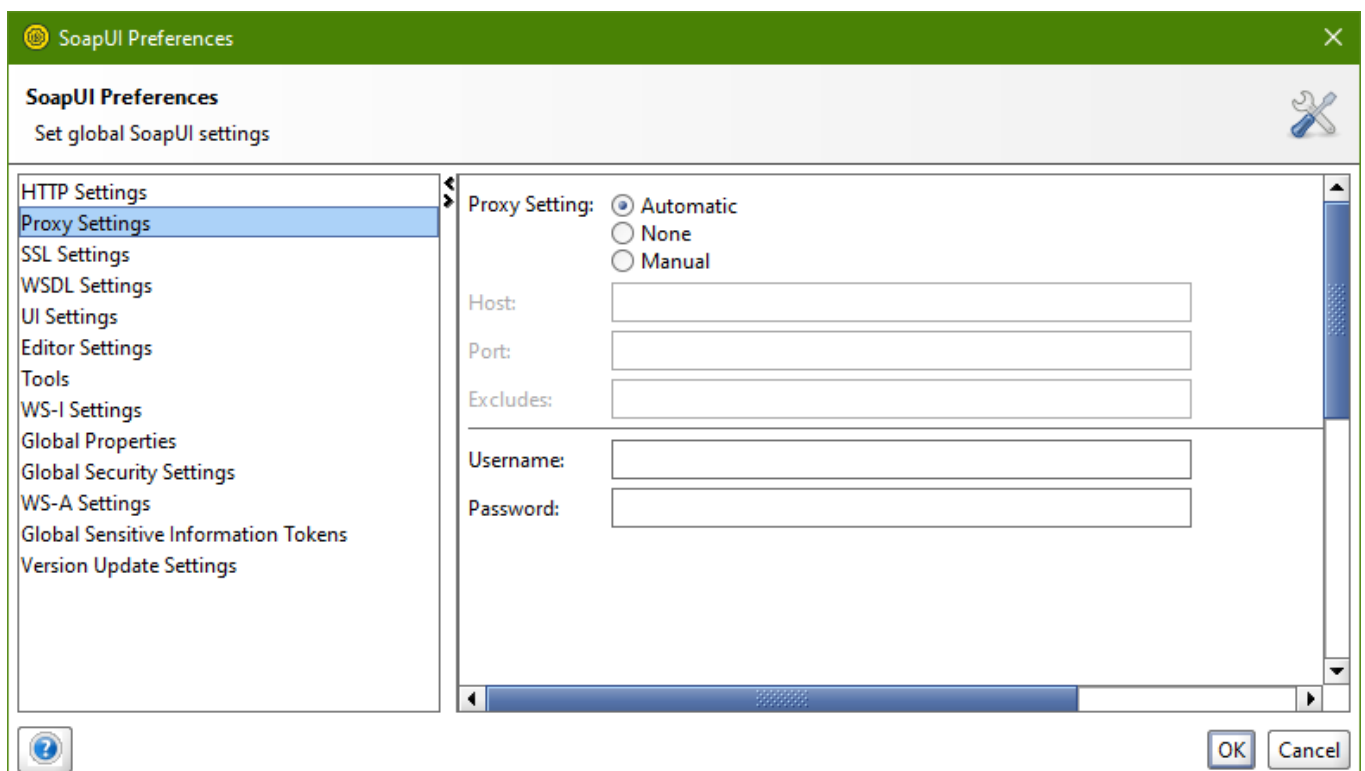 SoapUI Preferences
SoapUI Preferences
Set global SoapUI settings
HTTP Settings
Proxy Settings
SSL Settings
WSDL Settings
UI Settings
Editor Settings
Tools
WS-I Settings
Global Properties
Global Security Settings
WS-A Settings
Global Sensitive Information Tokens
Version Update Settings
Proxy Setting: Automatic
None
Manual
Host:
Port:
Excludes:
Username:
Password:
OK Cancel